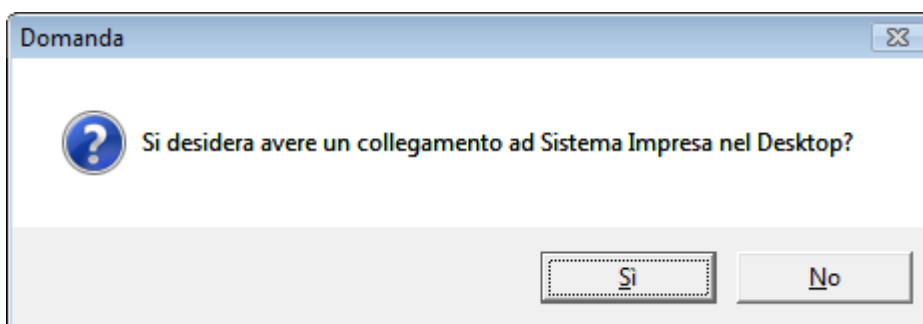 Domanda
Si desidera avere un collegamento ad Sistema Impresa nel Desktop?
Sì
No